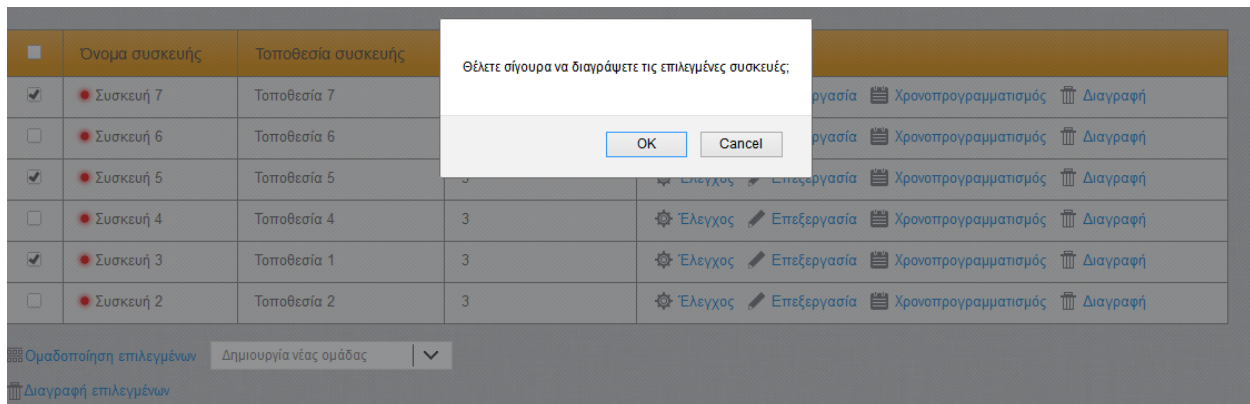 Όνομα συσκευής Τοποθεσία συσκευής
Θέλετε σίγουρα να διαγράψετε τις επιλεγμένες συσκευές;
OK Cancel
Συσκευή 7 Τοποθεσία 7 ργασία Χρονοπρογραμματισμός Διαγραφή
Συσκευή 6 Τοποθεσία 6 ργασία Χρονοπρογραμματισμός Διαγραφή
Συσκευή 5 Τοποθεσία 5 3 Έλεγχος Επεξεργασία Χρονοπρογραμματισμός Διαγραφή
Συσκευή 4 Τοποθεσία 4 3 Έλεγχος Επεξεργασία Χρονοπρογραμματισμός Διαγραφή
Συσκευή 3 Τοποθεσία 1 3 Έλεγχος Επεξεργασία Χρονοπρογραμματισμός Διαγραφή
Συσκευή 2 Τοποθεσία 2 3 Έλεγχος Επεξεργασία Χρονοπρογραμματισμός Διαγραφή
Ομαδοποίηση επιλεγμένων Δημιουργία νέας ομάδας
Διαγραφή επιλεγμένων